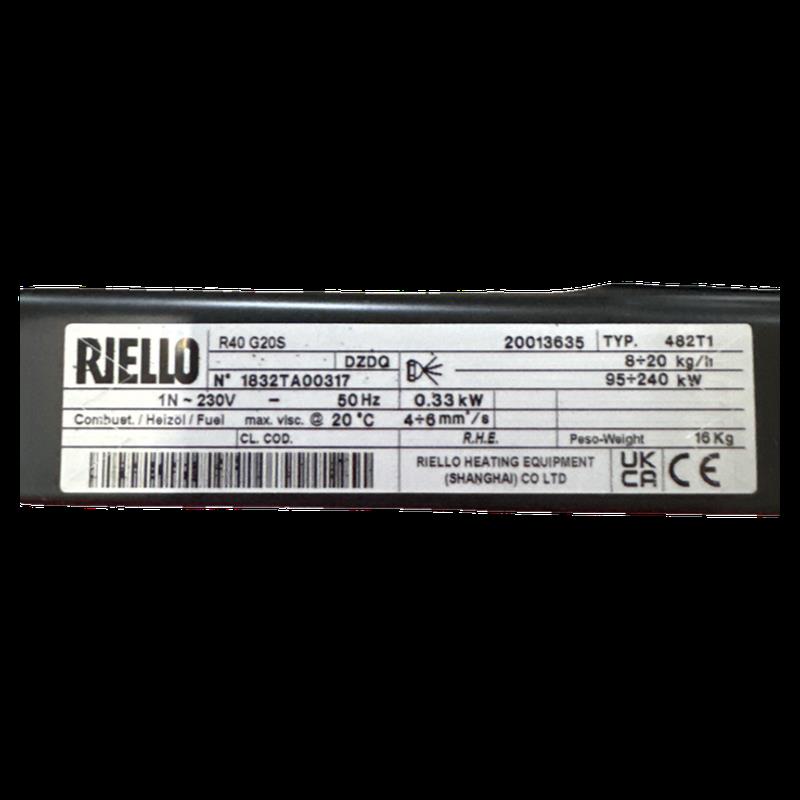 RIELLO
R40 G20S 20013635 TYP. 482T1
DZDQ 8÷20 kg/h
N° 1832TA00317 95÷240 kW
1N ~ 230V – 50 Hz 0.33 kW
Combust. / Heizöl / Fuel max. visc. @ 20 °C 4÷6 mm²/s
CL. COD. R.H.E. Peso-Weight 16 Kg
RIELLO HEATING EQUIPMENT
(SHANGHAI) CO LTD
UK
CA CE